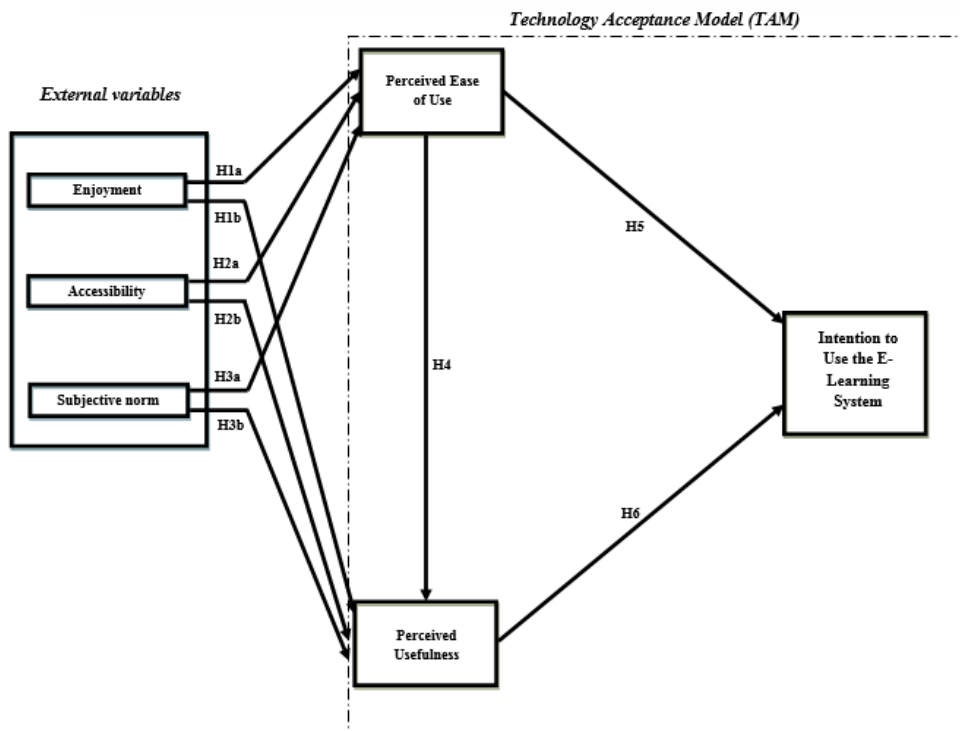 Technology Acceptance Model (TAM)
External variables
Perceived Ease
of Use
H1a
Enjoyment
H1b
H5
H2a
Accessibility
H2b
Intention to
Use the E-
Learning
System
H4
H3a
Subjective norm
H3b
H6
Perceived
Usefulness